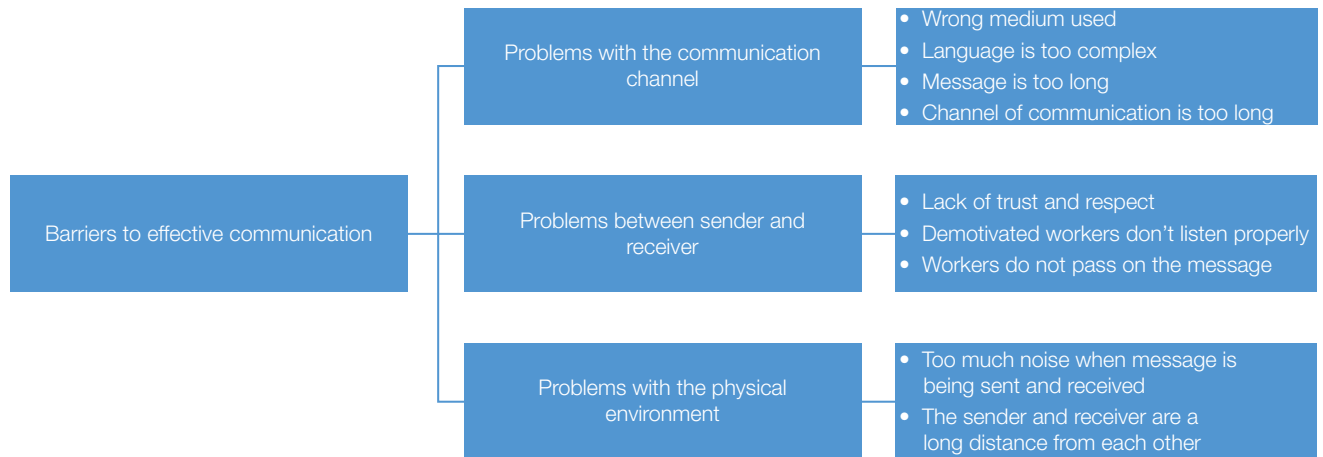 Barriers to effective communication
Problems with the communication
channel
• Wrong medium used
• Language is too complex
• Message is too long
• Channel of communication is too long
Problems between sender and
receiver
• Lack of trust and respect
• Demotivated workers don’t listen properly
• Workers do not pass on the message
Problems with the physical
environment
• Too much noise when message is
being sent and received
• The sender and receiver are a
long distance from each other